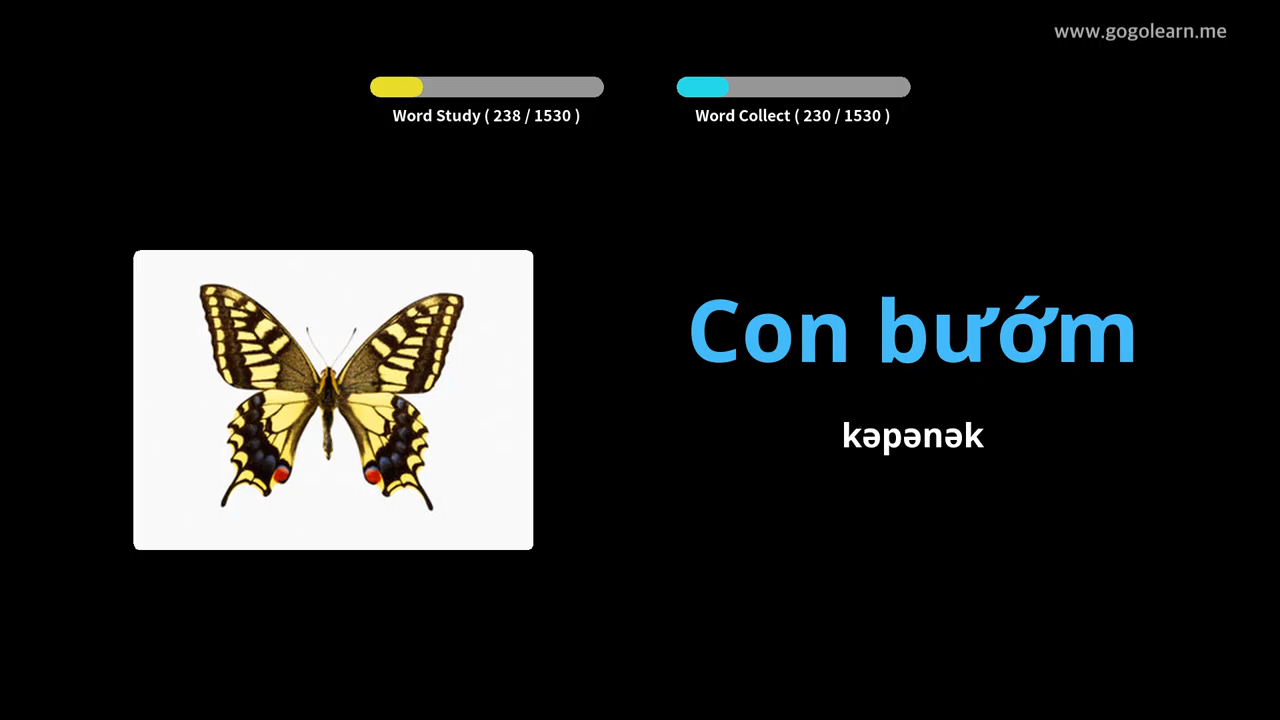 www.gogolearn.me
Word Study ( 238 / 1530 )
Word Collect ( 230 / 1530 )
Con bướm
kəpənək